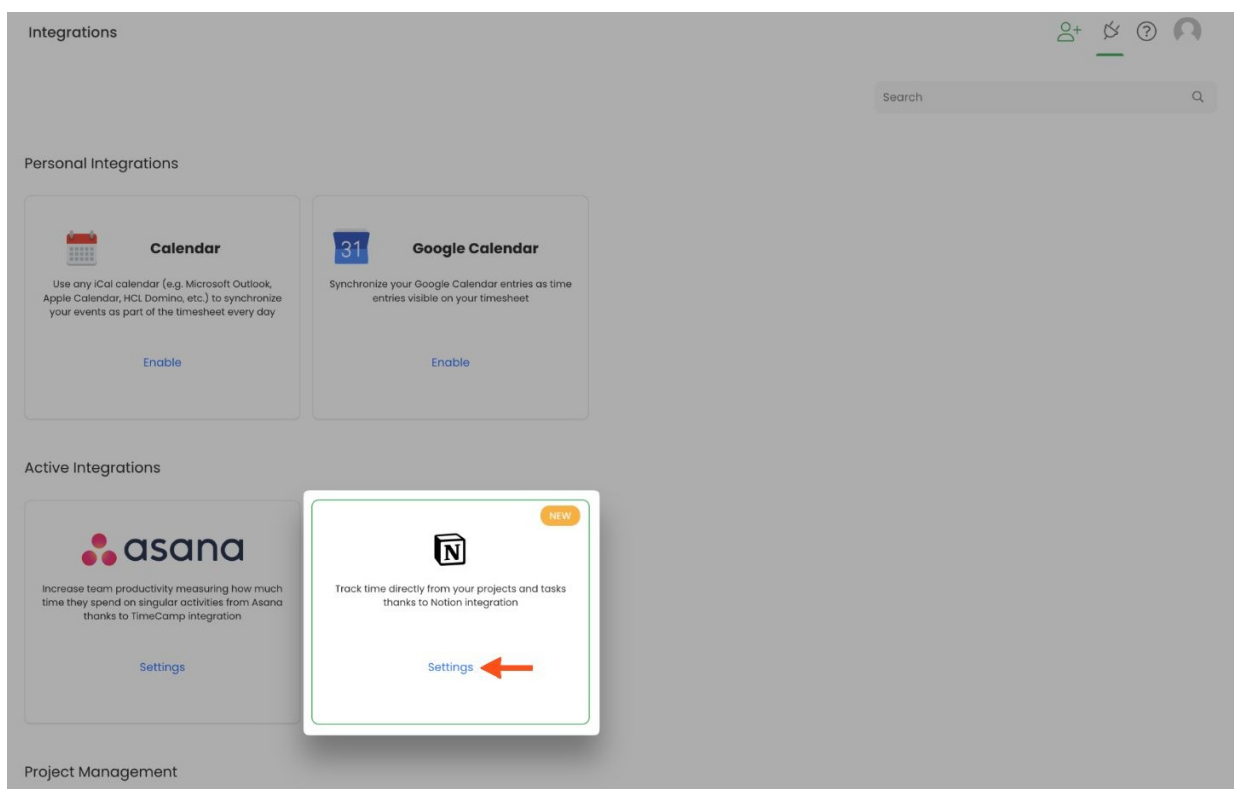 Integrations
Search
Personal Integrations
Calendar
Use any iCal calendar (e.g. Microsoft Outlook,
Apple Calendar, HCL Domino, etc.) to synchronize
your events as part of the timesheet every day
Enable
31
Google Calendar
Synchronize your Google Calendar entries as time
entries visible on your timesheet
Enable
Active Integrations
asana
Increase team productivity measuring how much
time they spend on singular activities from Asana
thanks to TimeCamp integration
Settings
NEW
N
Track time directly from your projects and tasks
thanks to Notion integration
Settings
Project Management